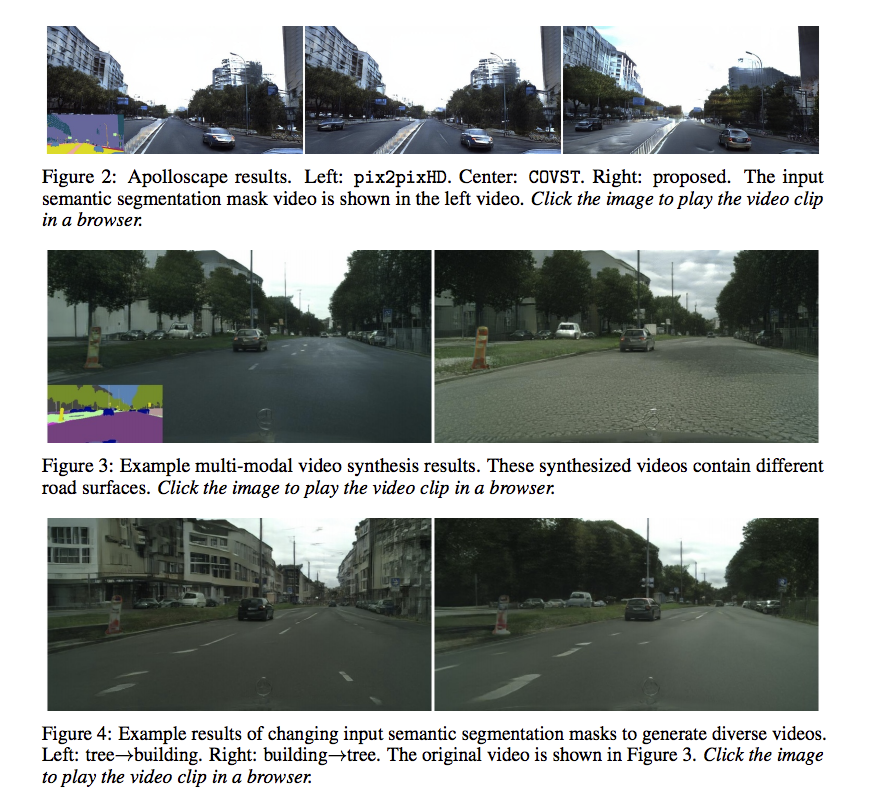 Figure 2: Apolloscape results. Left: pix2pixHD. Center: COVST. Right: proposed. The input
semantic segmentation mask video is shown in the left video. Click the image to play the video clip
in a browser.
Figure 3: Example multi-modal video synthesis results. These synthesized videos contain different
road surfaces. Click the image to play the video clip in a browser.
Figure 4: Example results of changing input semantic segmentation masks to generate diverse videos.
Left: tree→building. Right: building→tree. The original video is shown in Figure 3. Click the image
to play the video clip in a browser.